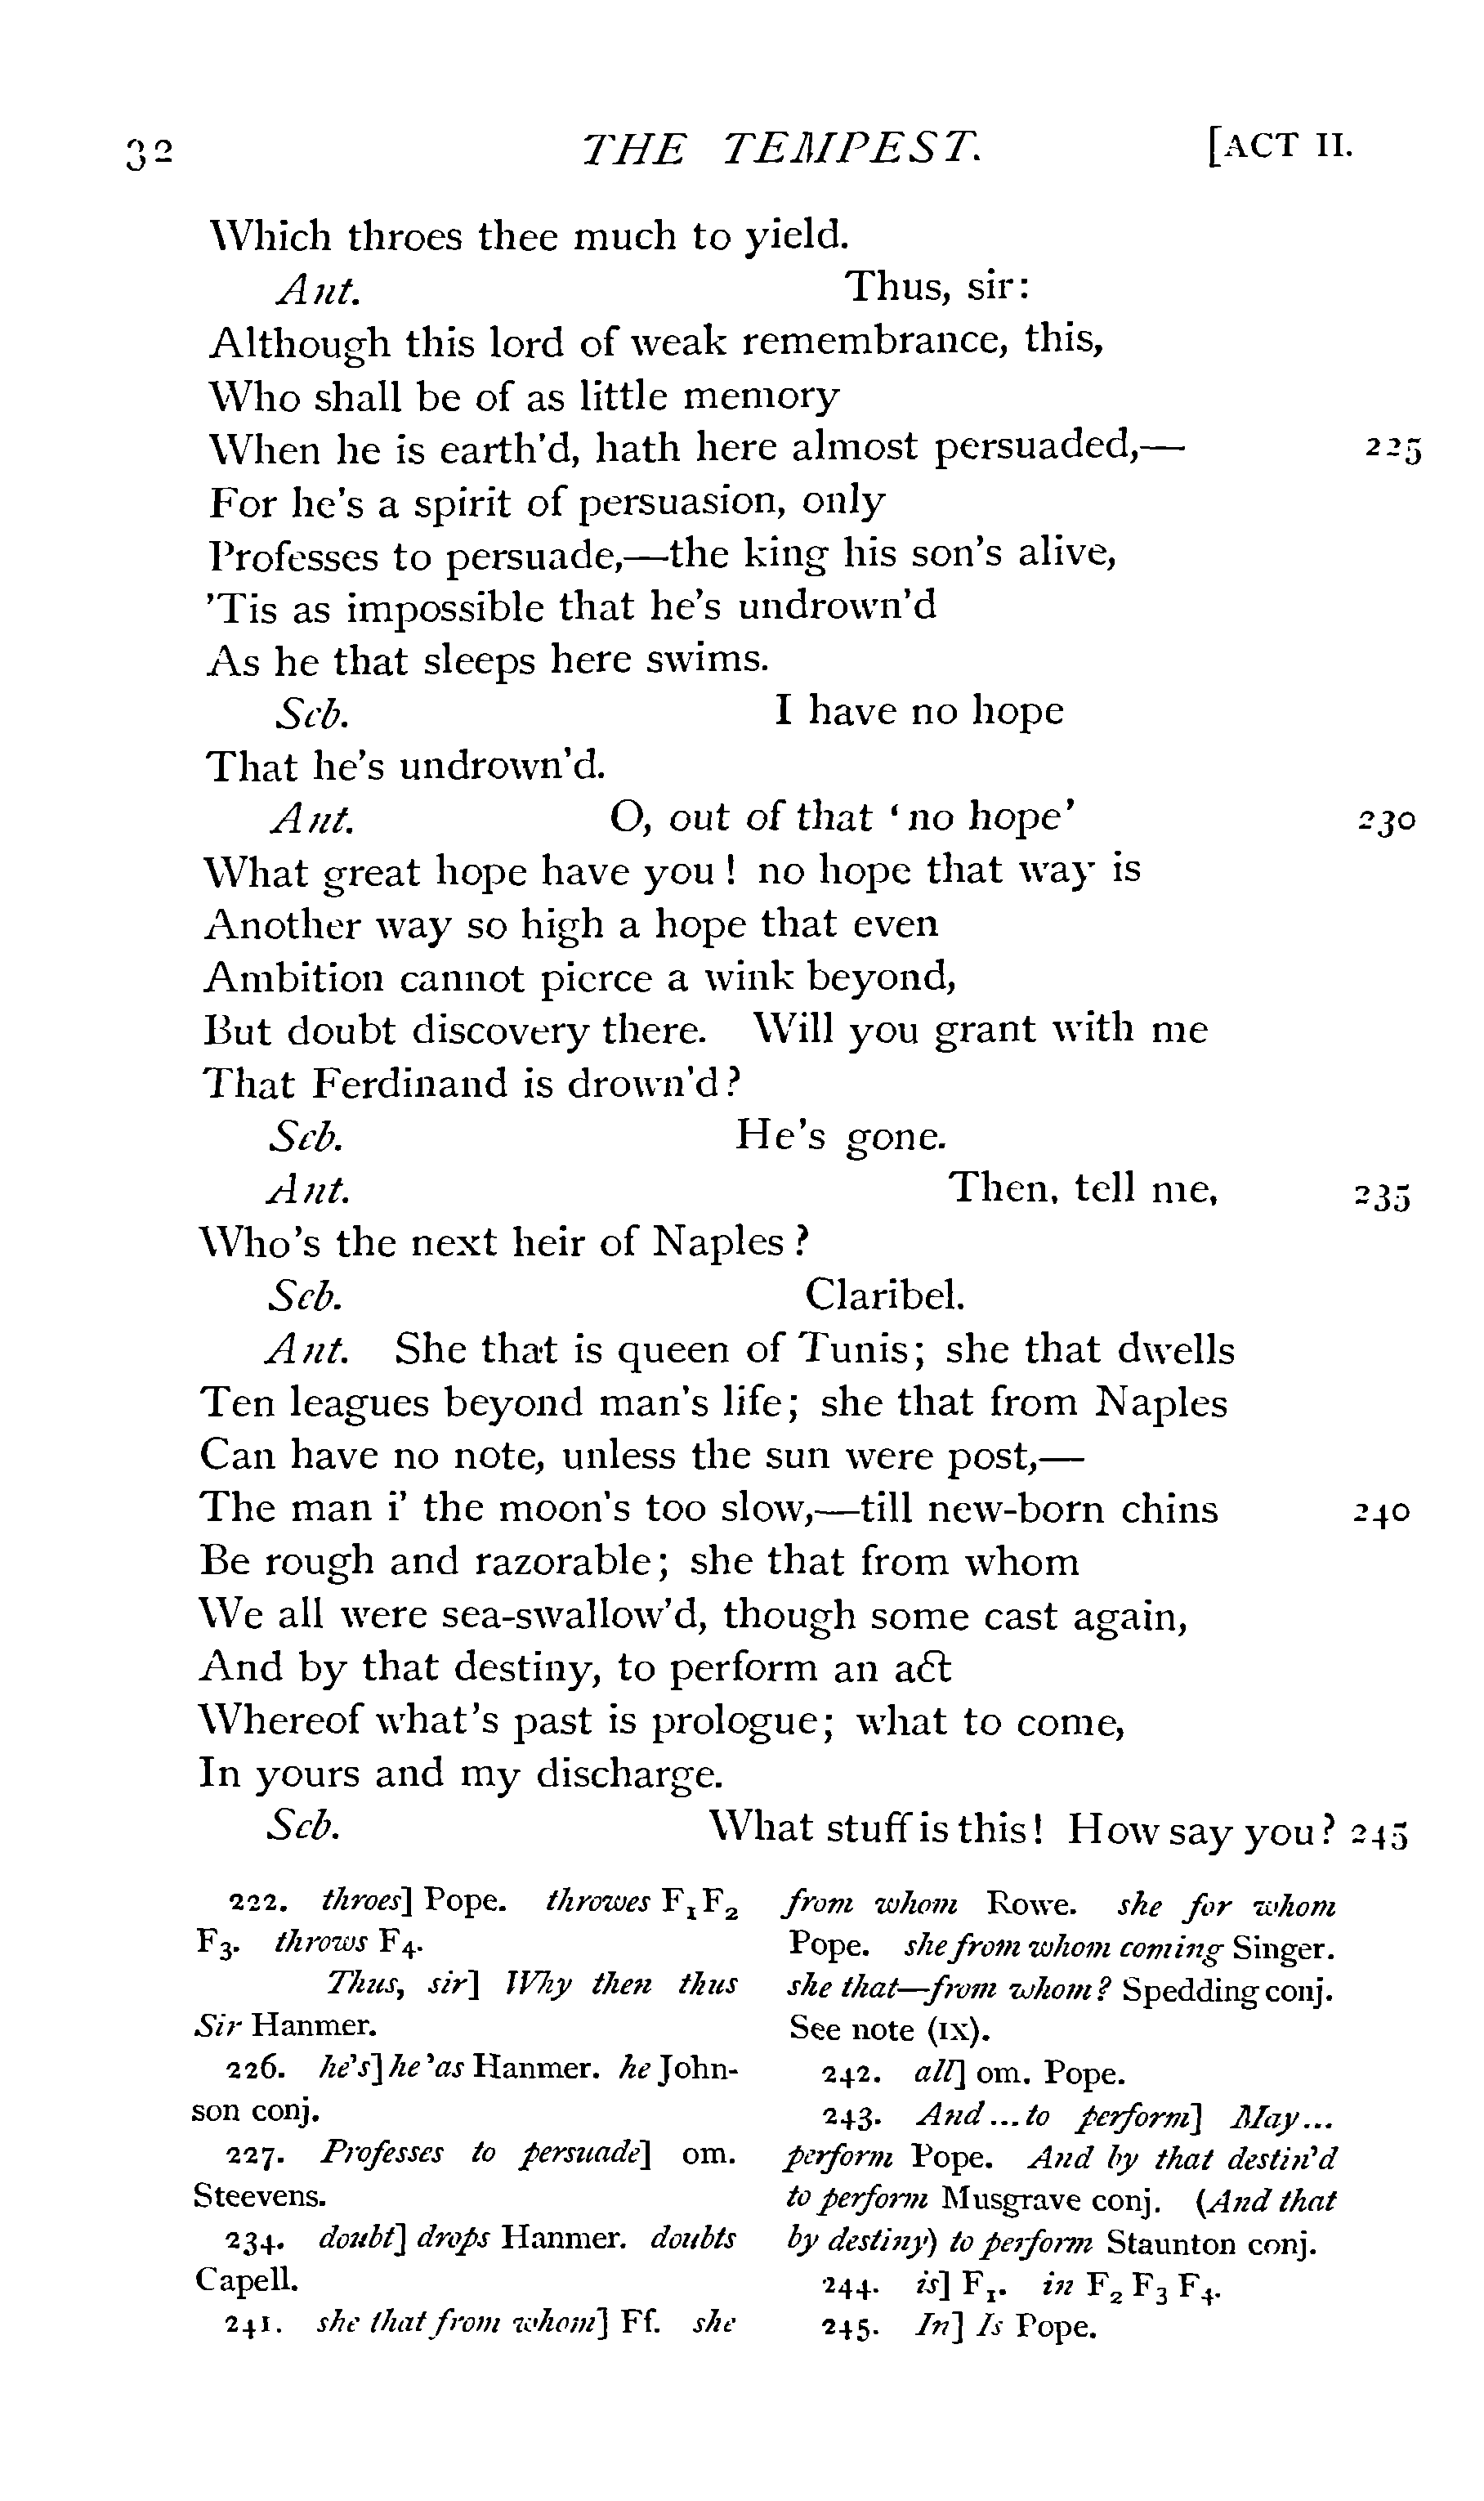 32 THE TEMPEST. [ACT II.
Which throes thee much to yield.
Ant. Thus, sir:
Although this lord of weak remembrance, this,
Who shall be of as little memory
When he is earth'd, hath here almost persuaded,— 225
For he's a spirit of persuasion, only
Professes to persuade,—the king his son's alive,
'Tis as impossible that he's undrown'd
As he that sleeps here swims.
Seb. I have no hope
That he's undrown'd.
Ant. O, out of that 'no hope' 230
What great hope have you! no hope that way is
Another way so high a hope that even
Ambition cannot pierce a wink beyond,
But doubt discovery there. Will you grant with me
That Ferdinand is drown'd?
Seb. He's gone.
Ant. Then, tell me, 235
Who's the next heir of Naples?
Seb. Claribel.
Ant. She that is queen of Tunis; she that dwells
Ten leagues beyond man's life; she that from Naples
Can have no note, unless the sun were post,—
The man i' the moon's too slow,—till new-born chins 240
Be rough and razorable; she that from whom
We all were sea-swallow'd, though some cast again,
And by that destiny, to perform an act
Whereof what's past is prologue; what to come,
In yours and my discharge.
Seb. What stuff is this! How say you? 245
222. throes] Pope. throwes F1 F2
F3. throws F4.
Thus, sir] Why then thus
Sir Hanmer.
226. he's] he 'as Hanmer. he John-
son conj.
227. Professes to persuade] om.
Steevens.
234. doubt] drops Hanmer. doubts
Capell.
241. she that from whom] Ff. she
from whom Rowe. she for whom
Pope. she from whom coming Singer.
she that—from whom? Spedding conj.
See note (IX).
242. all] om. Pope.
243. And...to perform] May...
perform Pope. And by that destin'd
to perform Musgrave conj. (And that
by destiny) to perform Staunton conj.
244. is] F1. in F2 F3 F4.
245. In] Is Pope.